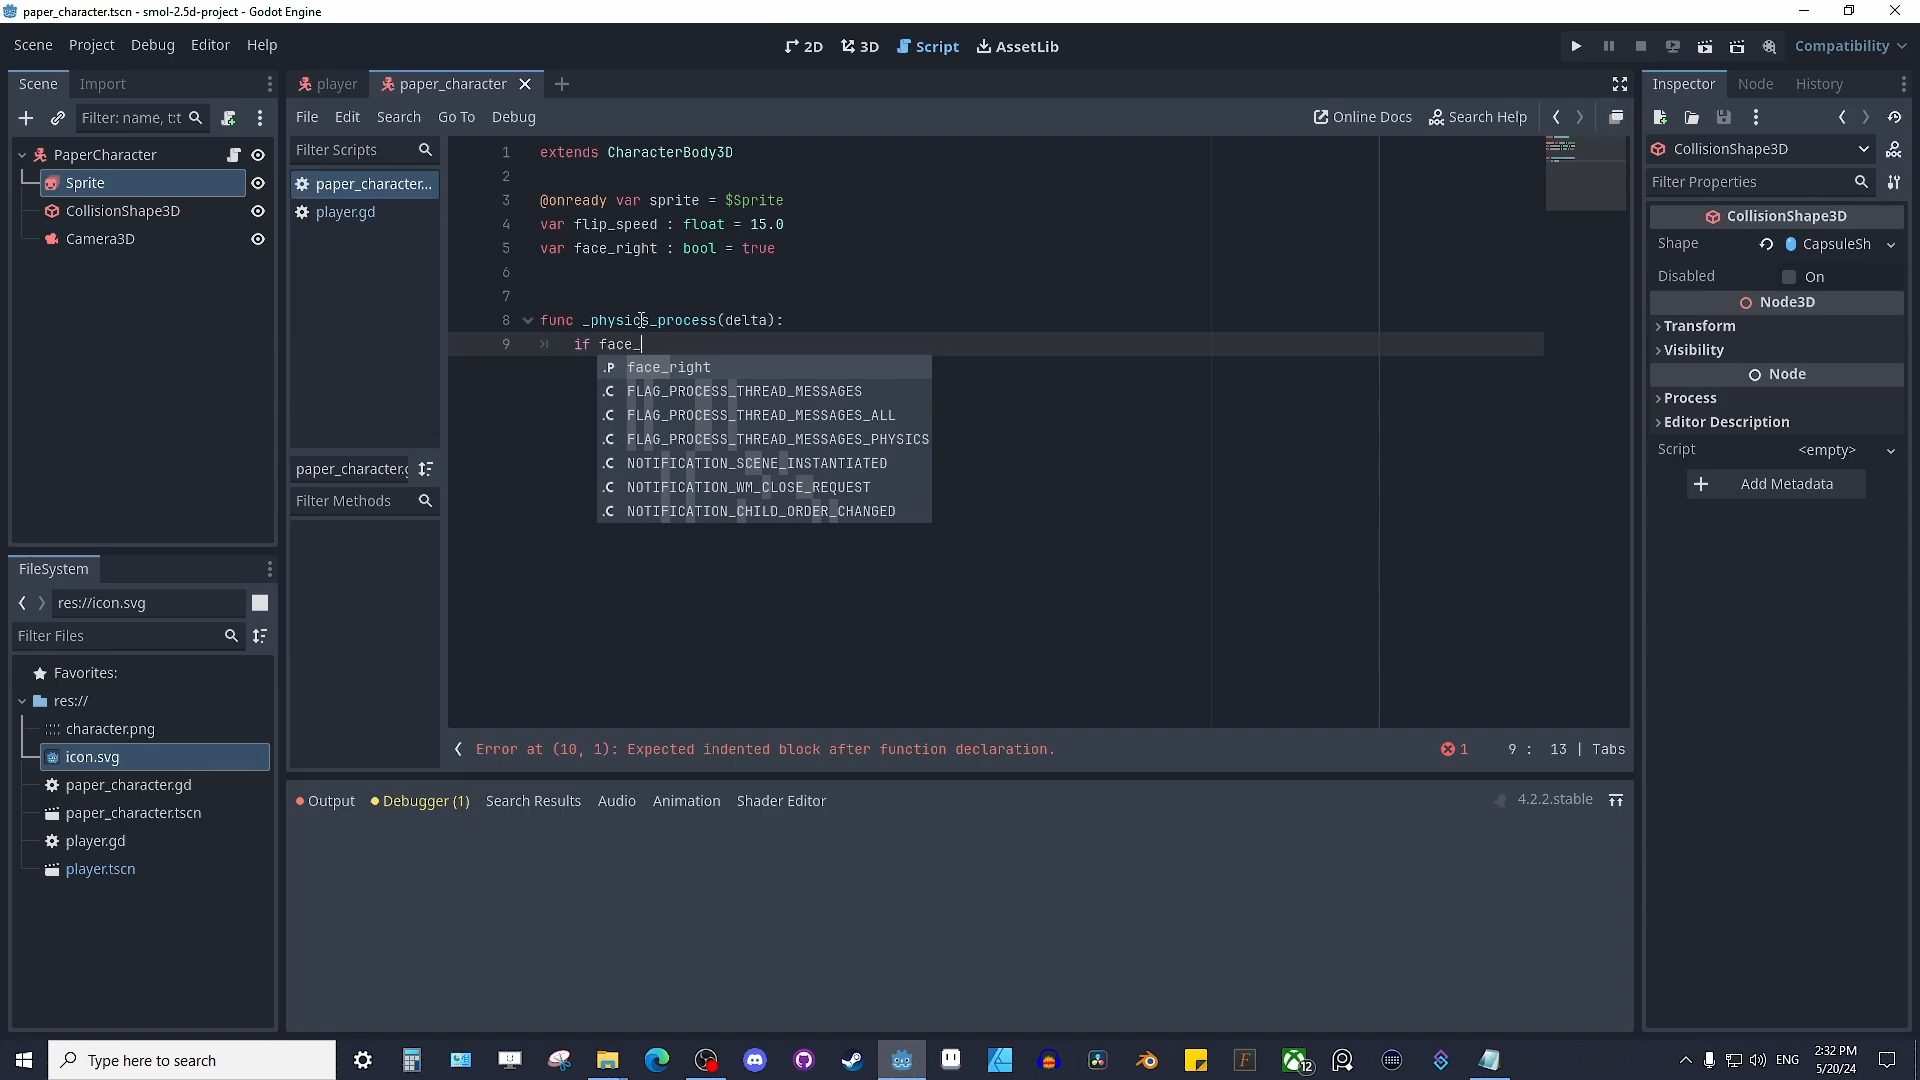 paper_character.tscn - smol-2.5d-project - Godot Engine
Scene Project Debug Editor Help
2D 3D Script AssetLib
Compatibility
Scene Import
Filter: name, t:t
PaperCharacter
Sprite
CollisionShape3D
Camera3D
player paper_character
File Edit Search Go To Debug
Online Docs Search Help
Filter Scripts
paper_character...
player.gd
paper_character.g
Filter Methods
1 extends CharacterBody3D
2
3 @onready var sprite = $Sprite
4 var flip_speed : float = 15.0
5 var face_right : bool = true
6
7
8 func _physics_process(delta):
9 if face_
.P face_right
.C FLAG_PROCESS_THREAD_MESSAGES
.C FLAG_PROCESS_THREAD_MESSAGES_ALL
.C FLAG_PROCESS_THREAD_MESSAGES_PHYSICS
.C NOTIFICATION_SCENE_INSTANTIATED
.C NOTIFICATION_WM_CLOSE_REQUEST
.C NOTIFICATION_CHILD_ORDER_CHANGED
Error at (10, 1): Expected indented block after function declaration.
1 9 : 13 | Tabs
Output Debugger (1) Search Results Audio Animation Shader Editor
4.2.2.stable
FileSystem
res://icon.svg
Filter Files
Favorites:
res://
character.png
icon.svg
paper_character.gd
paper_character.tscn
player.gd
player.tscn
Inspector Node History
CollisionShape3D
Filter Properties
CollisionShape3D
Shape CapsuleSh
Disabled On
Node3D
Transform
Visibility
Node
Process
Editor Description
Script <empty>
Add Metadata
Type here to search
12
ENG
2:32 PM
5/20/24